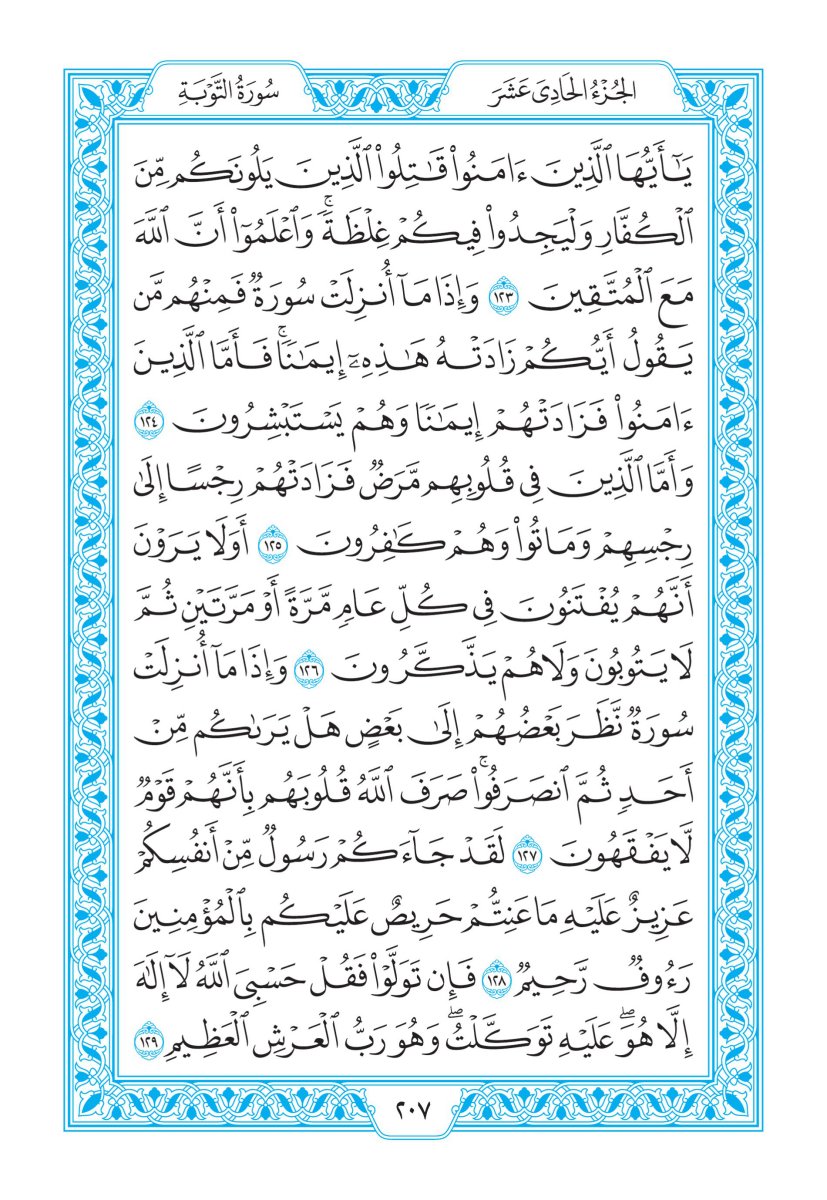 الجُزْءُ الحَادِيَ عَشَرَ
سُورَةُ التَّوۡبَةِ
يَٰٓأَيُّهَا ٱلَّذِينَ ءَامَنُواْ قَٰتِلُواْ ٱلَّذِينَ يَلُونَكُم مِّنَ
ٱلۡكُفَّارِ وَلۡيَجِدُواْ فِيكُمۡ غِلۡظَةٗۚ وَٱعۡلَمُوٓاْ أَنَّ ٱللَّهَ
مَعَ ٱلۡمُتَّقِينَ ١٢٣ وَإِذَا مَآ أُنزِلَتۡ سُورَةٞ فَمِنۡهُم مَّن
يَقُولُ أَيُّكُمۡ زَادَتۡهُ هَٰذِهِۦٓ إِيمَٰنٗاۚ فَأَمَّا ٱلَّذِينَ
ءَامَنُواْ فَزَادَتۡهُمۡ إِيمَٰنٗا وَهُمۡ يَسۡتَبۡشِرُونَ ١٢٤
وَأَمَّا ٱلَّذِينَ فِي قُلُوبِهِم مَّرَضٞ فَزَادَتۡهُمۡ رِجۡسًا إِلَىٰ
رِجۡسِهِمۡ وَمَاتُواْ وَهُمۡ كَٰفِرُونَ ١٢٥ أَوَلَا يَرَوۡنَ
أَنَّهُمۡ يُفۡتَنُونَ فِي كُلِّ عَامٖ مَّرَّةً أَوۡ مَرَّتَيۡنِ ثُمَّ
لَا يَتُوبُونَ وَلَا هُمۡ يَذَّكَّرُونَ ١٢٦ وَإِذَا مَآ أُنزِلَتۡ
سُورَةٞ نَّظَرَ بَعۡضُهُمۡ إِلَىٰ بَعۡضٍ هَلۡ يَرَىٰكُم مِّنۡ
أَحَدٖ ثُمَّ ٱنصَرَفُواْۚ صَرَفَ ٱللَّهُ قُلُوبَهُم بِأَنَّهُمۡ قَوۡمٞ
لَّا يَفۡقَهُونَ ١٢٧ لَقَدۡ جَآءَكُمۡ رَسُولٞ مِّنۡ أَنفُسِكُمۡ
عَزِيزٌ عَلَيۡهِ مَا عَنِتُّمۡ حَرِيصٌ عَلَيۡكُم بِٱلۡمُؤۡمِنِينَ
رَءُوفٞ رَّحِيمٞ ١٢٨ فَإِن تَوَلَّوۡاْ فَقُلۡ حَسۡبِيَ ٱللَّهُ لَآ إِلَٰهَ
إِلَّا هُوَۖ عَلَيۡهِ تَوَكَّلۡتُۖ وَهُوَ رَبُّ ٱلۡعَرۡشِ ٱلۡعَظِيمِ ١٢٩
٢٠٧